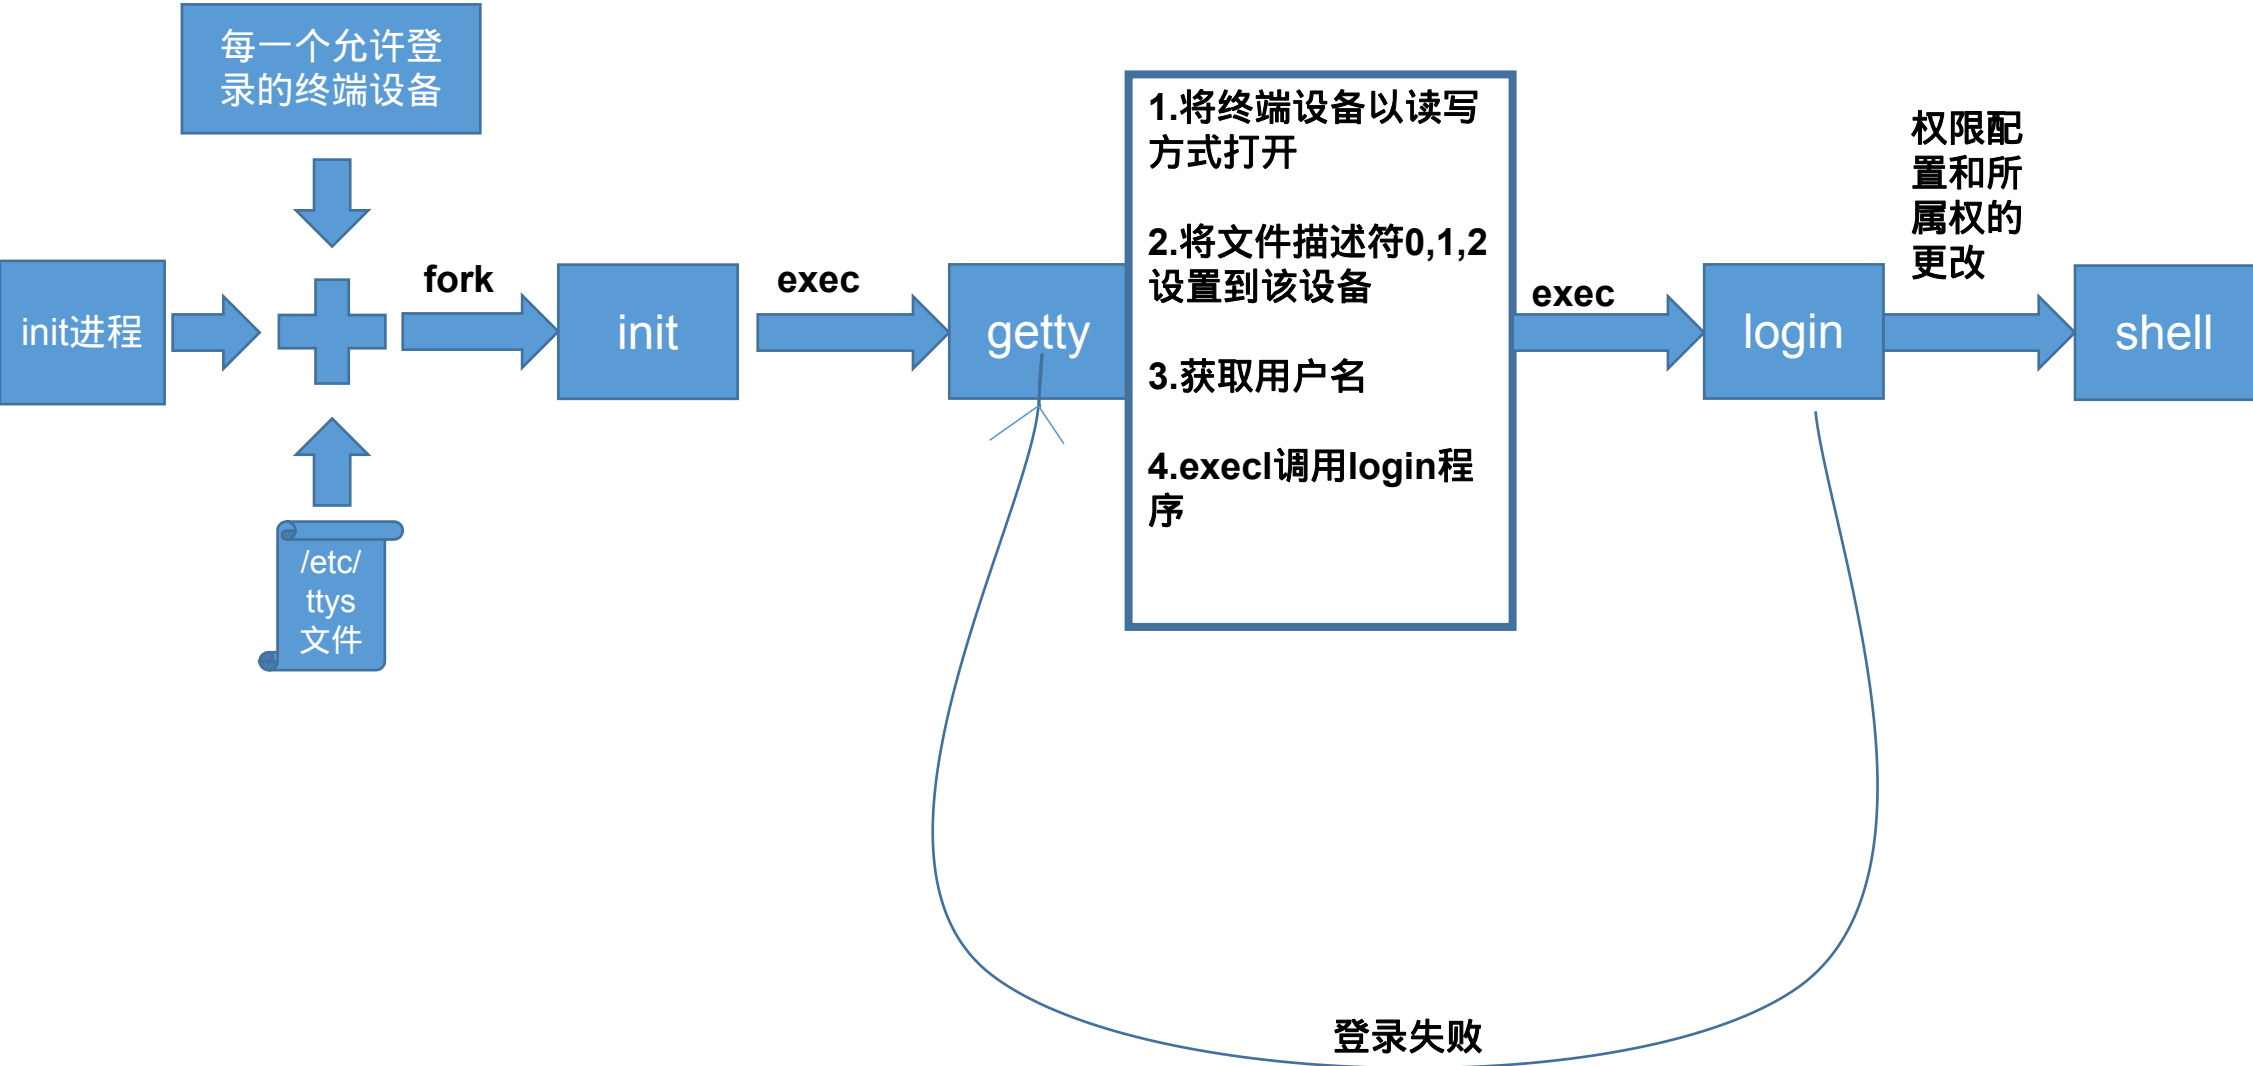 每一个允许登
录的终端设备
init进程
/etc/
ttys
文件
fork
init
exec
getty
1.将终端设备以读写
方式打开
2.将文件描述符0,1,2
设置到该设备
3.获取用户名
4.execl调用login程
序
exec
login
权限配
置和所
属权的
更改
shell
登录失败